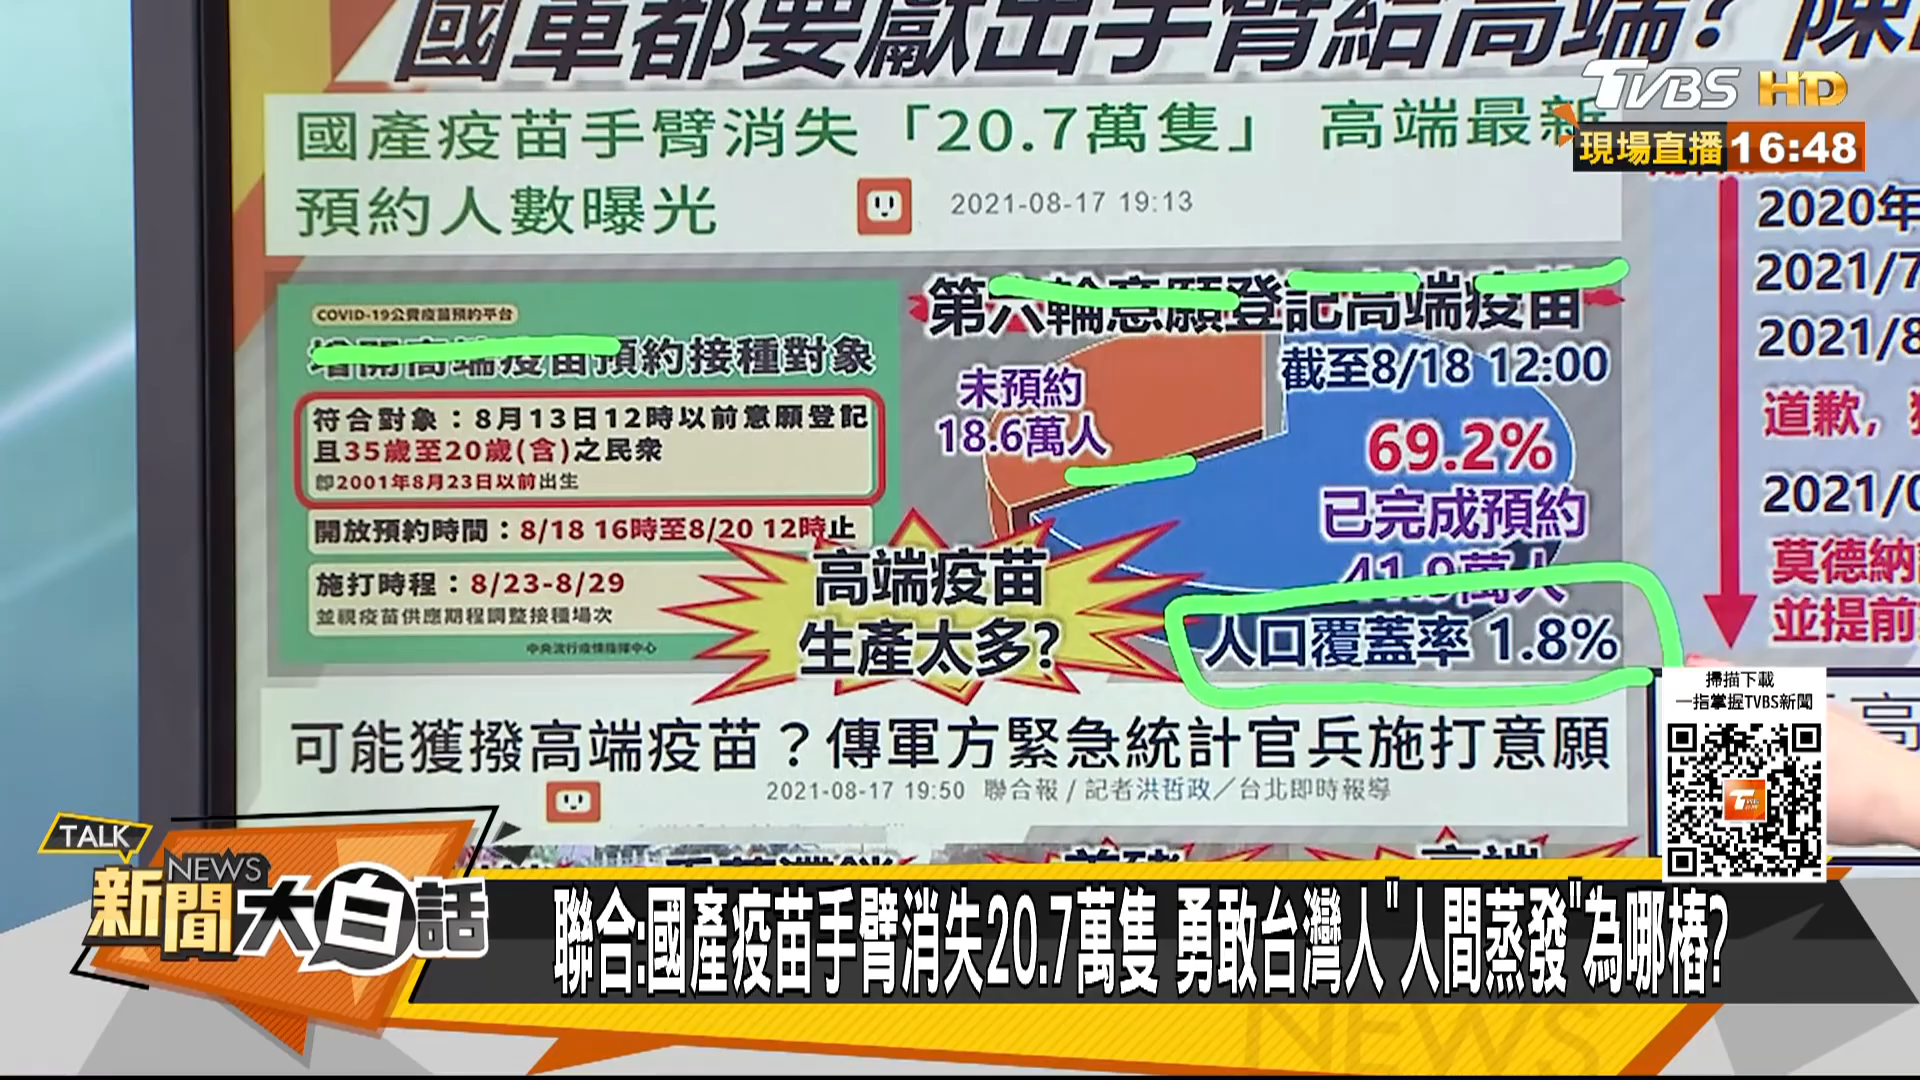 國軍都要獻出手臂給高端?
TVBS HD
現場直播 16:48
國產疫苗手臂消失「20.7萬隻」 高端最新
預約人數曝光
2021-08-17 19:13
COVID-19公費疫苗預約平台
增開高端疫苗預約接種對象
符合對象：8月13日12時以前意願登記
且35歲至20歲(含)之民眾
即2001年8月23日以前出生
開放預約時間：8/18 16時至8/20 12時止
施打時程：8/23-8/29
並視疫苗供應期程調整接種場次
中央流行疫情指揮中心
第六輪意願登記高端疫苗
截至8/18 12:00
未預約
18.6萬人
69.2%
已完成預約
41.9萬人
人口覆蓋率 1.8%
高端疫苗
生產太多?
2020年
2021/7
2021/8
道歉，
2021/0
莫德納
並提前
掃描下載
一指掌握TVBS新聞
可能獲撥高端疫苗？傳軍方緊急統計官兵施打意願
2021-08-17 19:50 聯合報 / 記者洪哲政／台北即時報導
高
TALK
NEWS
新聞大白話
聯合:國產疫苗手臂消失20.7萬隻 勇敢台灣人"人間蒸發"為哪樁?
NEWS